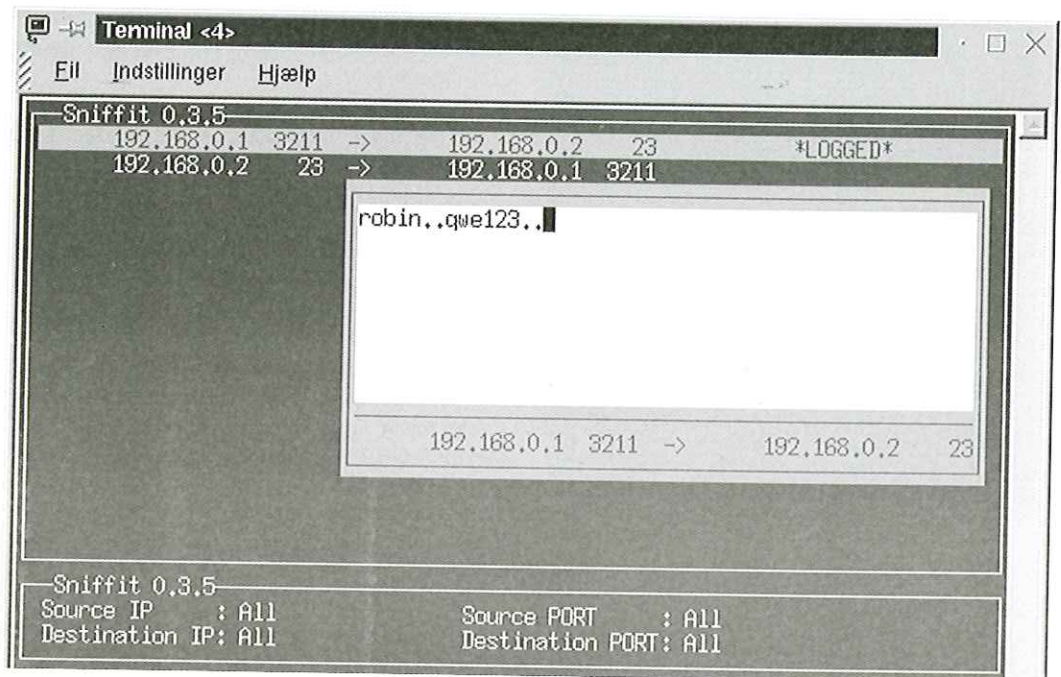 Terminal <4>
Fil Indstillinger Hjælp
Sniffit 0.3.5
192.168.0.1 3211 -> 192.168.0.2 23 *LOGGED*
192.168.0.2 23 -> 192.168.0.1 3211
robin..qwe123..
192.168.0.1 3211 -> 192.168.0.2 23
Sniffit 0.3.5
Source IP : All Source PORT : All
Destination IP: All Destination PORT: All